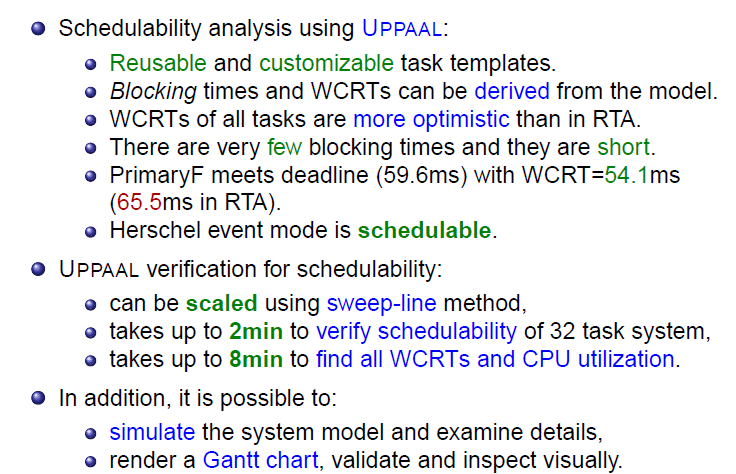 Schedulability analysis using UPPAAL:
Reusable and customizable task templates.
Blocking times and WCRTs can be derived from the model.
WCRTs of all tasks are more optimistic than in RTA.
There are very few blocking times and they are short.
PrimaryF meets deadline (59.6ms) with WCRT=54.1ms
(65.5ms in RTA).
Herschel event mode is schedulable.
UPPAAL verification for schedulability:
can be scaled using sweep-line method,
takes up to 2min to verify schedulability of 32 task system,
takes up to 8min to find all WCRTs and CPU utilization.
In addition, it is possible to:
simulate the system model and examine details,
render a Gantt chart, validate and inspect visually.